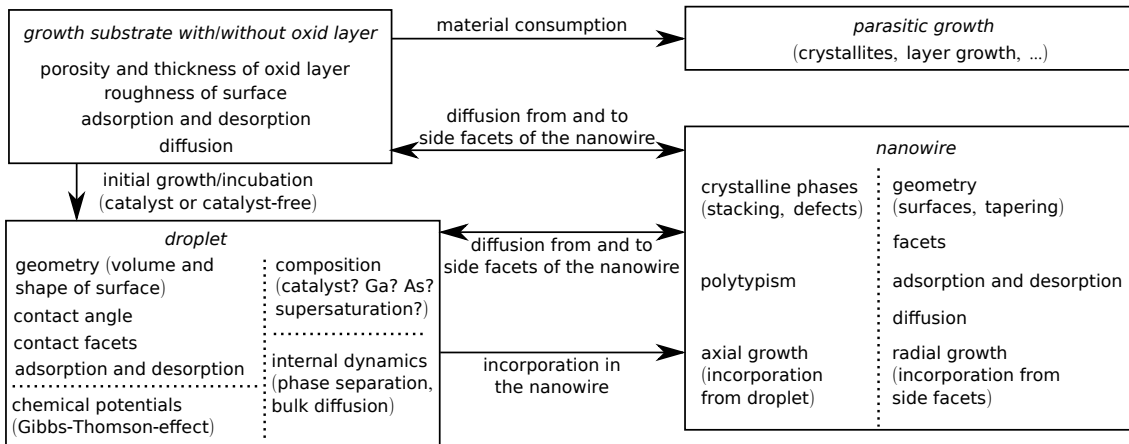 growth substrate with/without oxid layer
porosity and thickness of oxid layer
roughness of surface
adsorption and desorption
diffusion
material consumption
parasitic growth
(crystallites, layer growth, ...)
diffusion from and to
side facets of the nanowire
initial growth/incubation
(catalyst or catalyst-free)
droplet
geometry (volume and
shape of surface)
contact angle
contact facets
adsorption and desorption
chemical potentials
(Gibbs-Thomson-effect)
composition
(catalyst? Ga? As?
supersaturation?)
internal dynamics
(phase separation,
bulk diffusion)
diffusion from and to
side facets of the nanowire
incorporation in
the nanowire
nanowire
crystalline phases
(stacking, defects)
polytypism
axial growth
(incorporation
from droplet)
geometry
(surfaces, tapering)
facets
adsorption and desorption
diffusion
radial growth
(incorporation from
side facets)